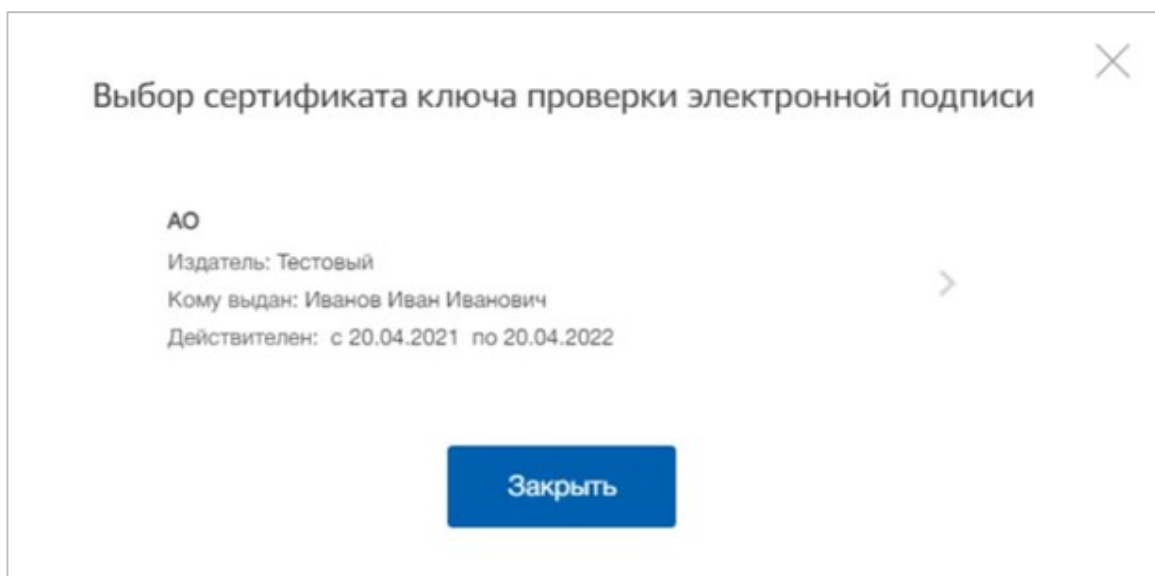 Выбор сертификата ключа проверки электронной подписи
АО
Издатель: Тестовый
Кому выдан: Иванов Иван Иванович
Действителен: с 20.04.2021 по 20.04.2022
Закрыть